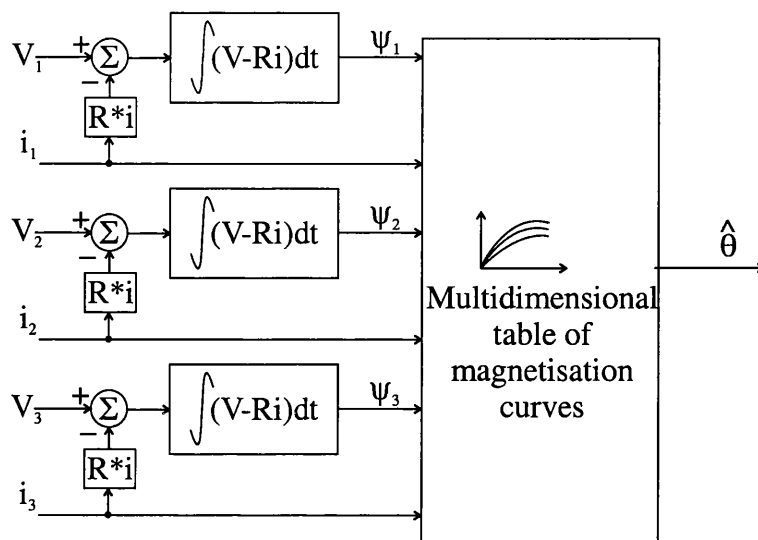 V1 + Σ ∫(V-Ri)dt ψ1
−
R*i
i1
V2 + Σ ∫(V-Ri)dt ψ2
−
R*i
i2
V3 + Σ ∫(V-Ri)dt ψ3
−
R*i
i3
Multidimensional
table of
magnetisation
curves
θ̂